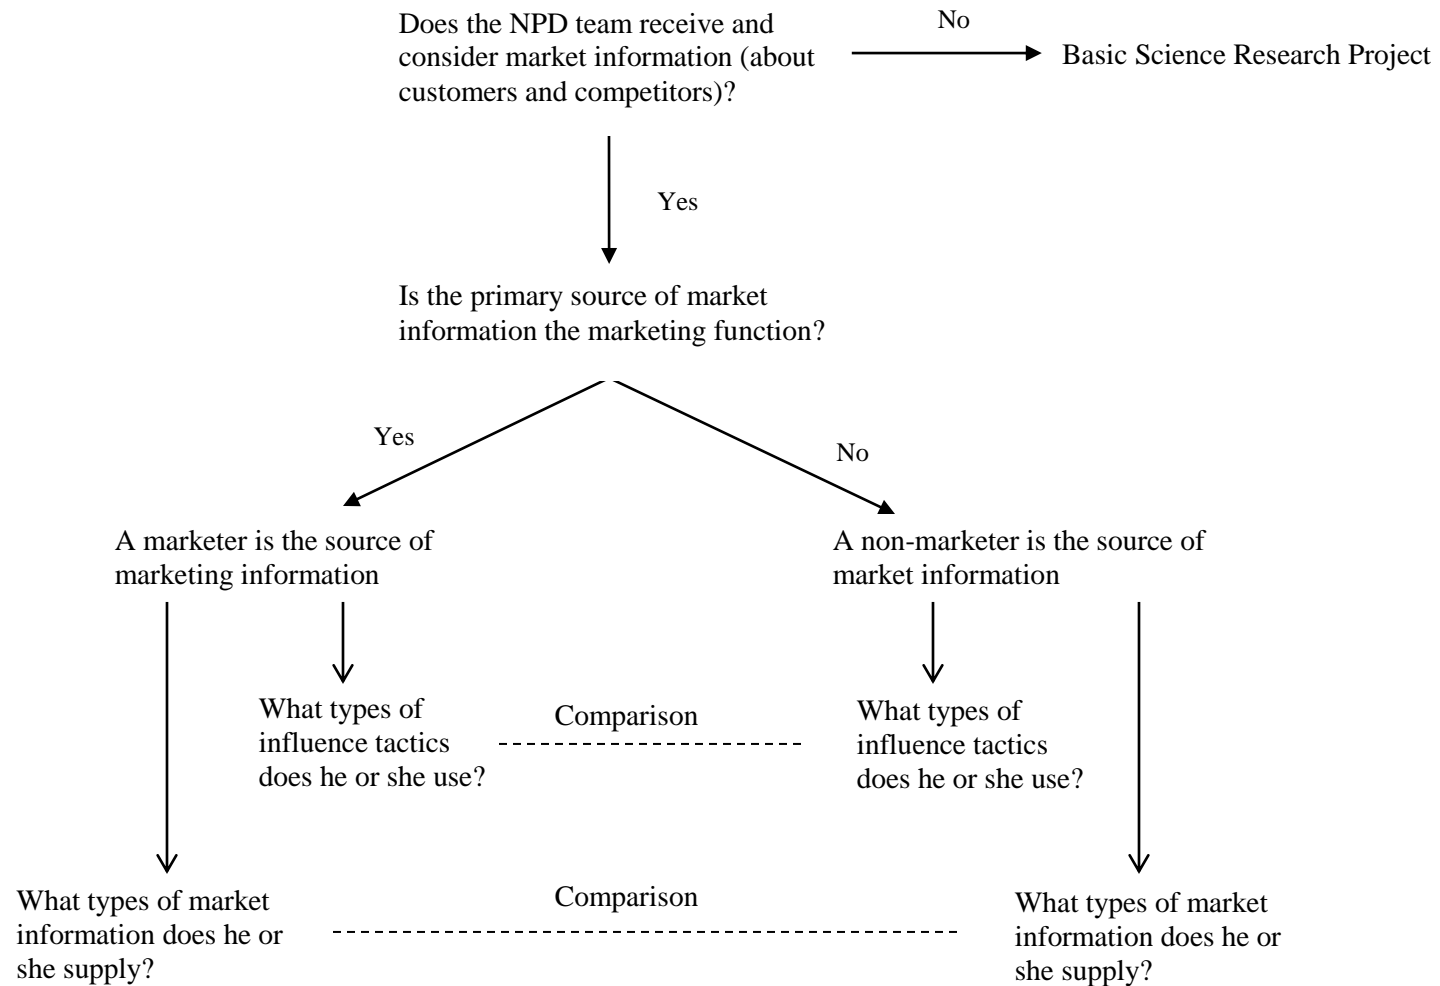 Does the NPD team receive and
consider market information (about
customers and competitors)?
No
Basic Science Research Project
Yes
Is the primary source of market
information the marketing function?
Yes
No
A marketer is the source of
marketing information
A non-marketer is the source of
market information
What types of
influence tactics
does he or she use?
Comparison
What types of
influence tactics
does he or she use?
What types of market
information does he or
she supply?
Comparison
What types of market
information does he or
she supply?